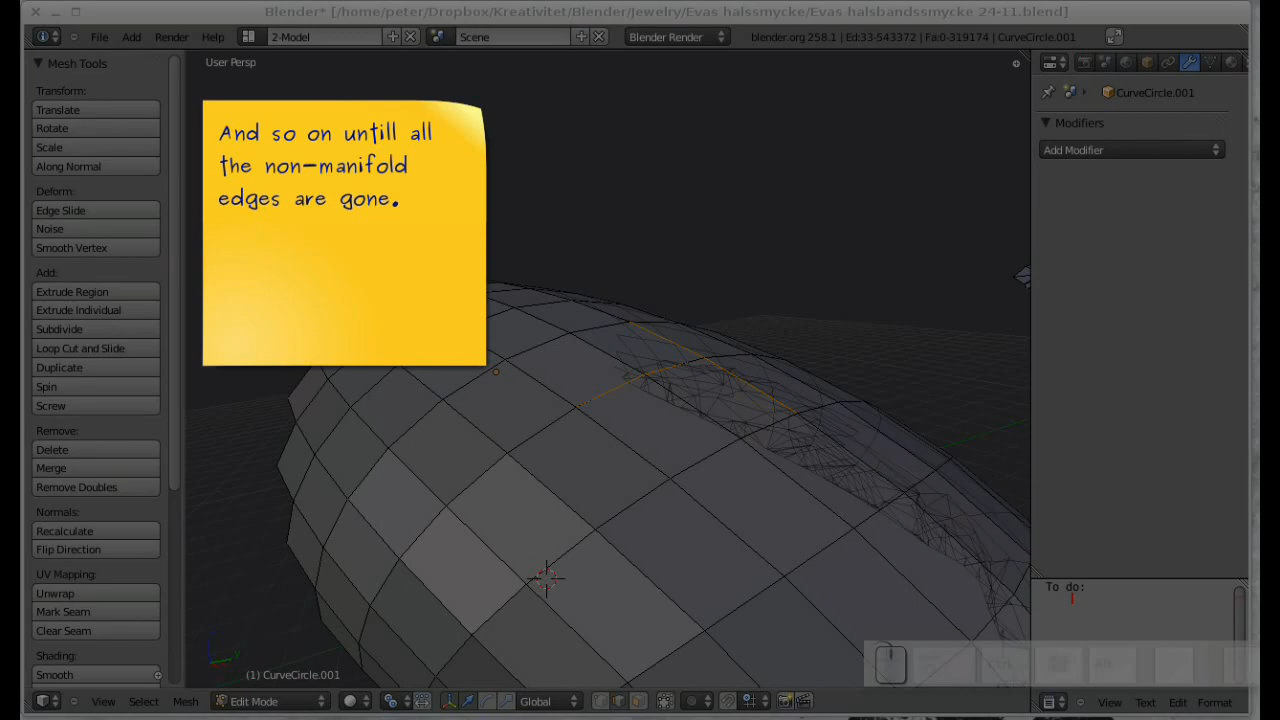 Blender* [/home/peter/Dropbox/Kreativitet/Blender/Jewelry/Evas halssmycke/Evas halsbandssmycke 24-11.blend]
File Add Render Help 2-Model Scene Blender Render blender.org 258.1 | Ed:33-543372 | Fa:0-319174 | CurveCircle.001
Mesh Tools
User Persp
Transform:
Translate
Rotate
Scale
Along Normal
Deform:
Edge Slide
Noise
Smooth Vertex
Add:
Extrude Region
Extrude Individual
Subdivide
Loop Cut and Slide
Duplicate
Spin
Screw
Remove:
Delete
Merge
Remove Doubles
Normals:
Recalculate
Flip Direction
UV Mapping:
Unwrap
Mark Seam
Clear Seam
Shading:
Smooth
And so on untill all
the non-manifold
edges are gone.
CurveCircle.001
Modifiers
Add Modifier
To do:
(1) CurveCircle.001
View Select Mesh Edit Mode Global
View Text Edit Format